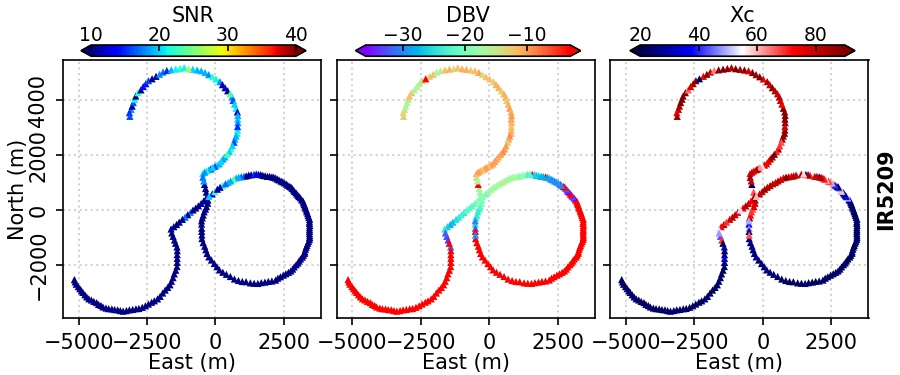 SNR DBV Xc
10 20 30 40 −30 −20 −10 20 40 60 80
4000
2000
0
−2000
North (m)
IR5209
−5000 −2500 0 2500 −5000 −2500 0 2500 −5000 −2500 0 2500
East (m) East (m) East (m)